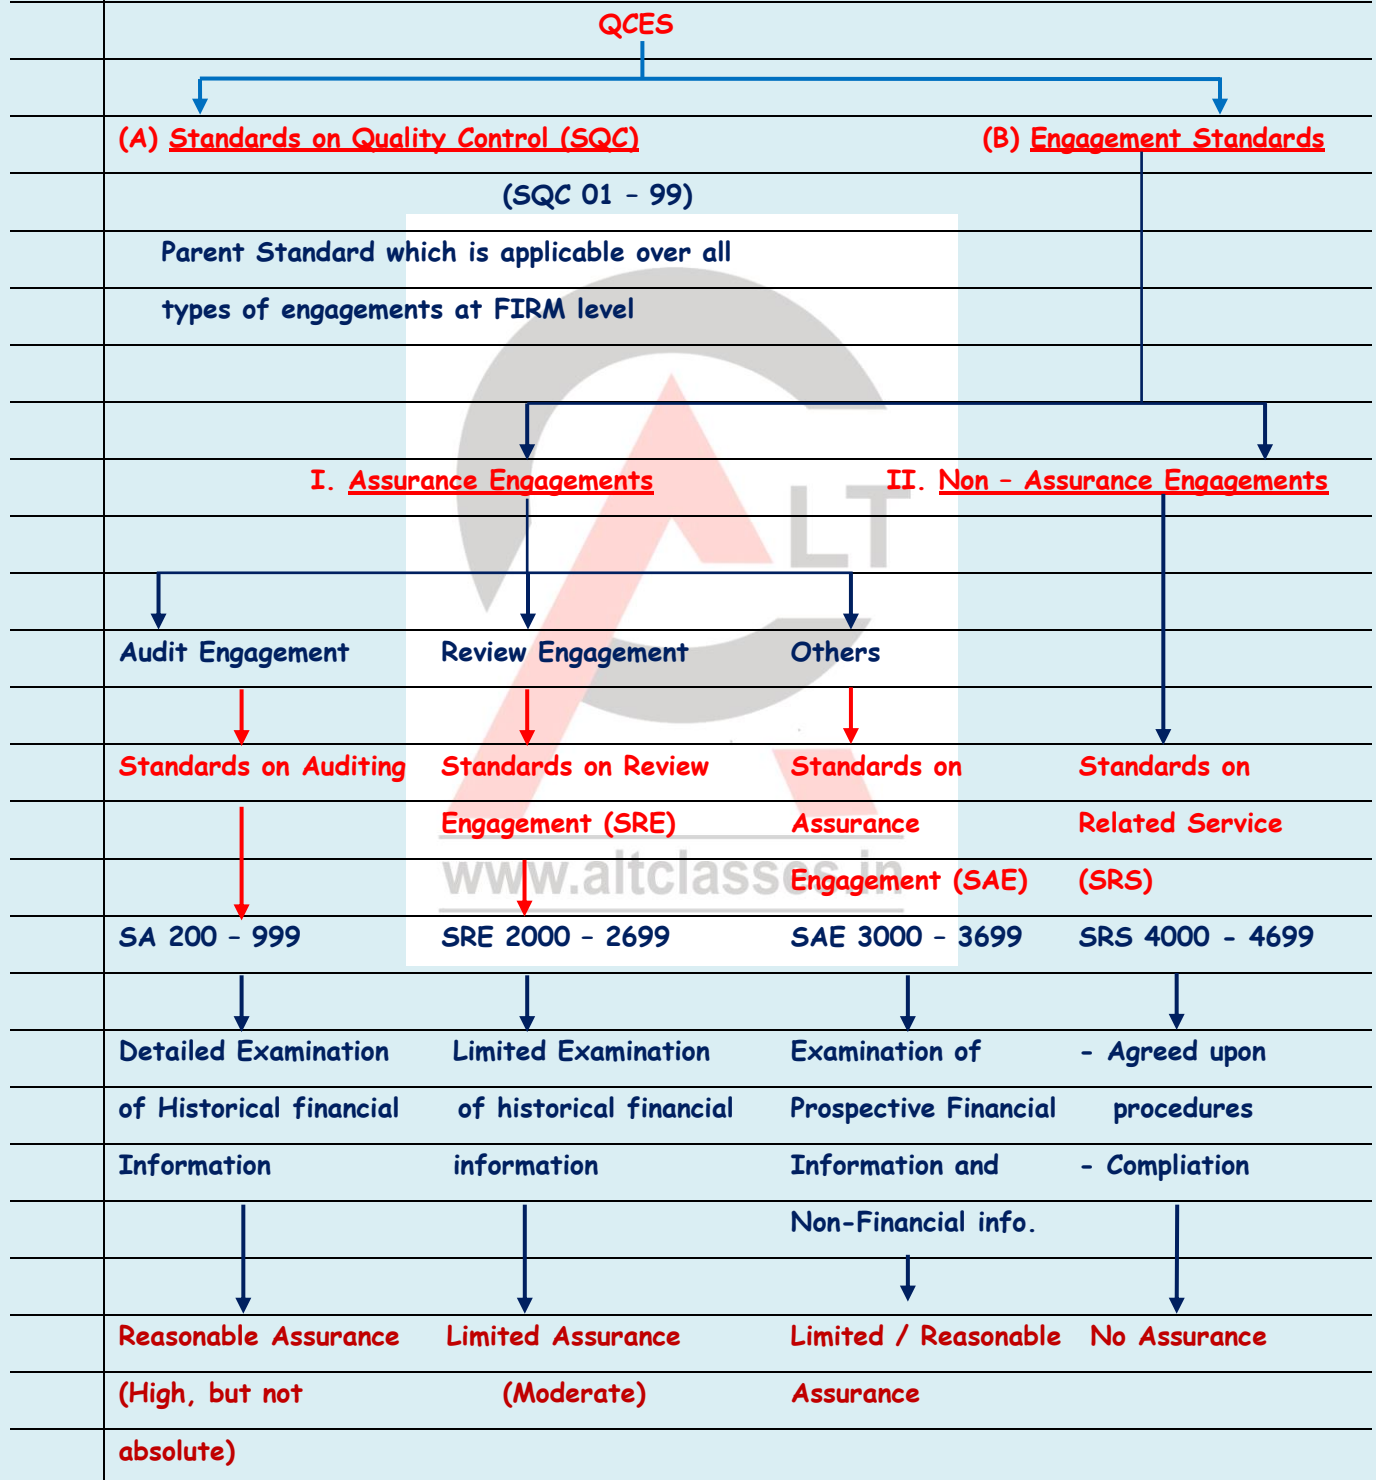 QCES
(A) Standards on Quality Control (SQC) (B) Engagement Standards
(SQC 01 – 99)
Parent Standard which is applicable over all
types of engagements at FIRM level
I. Assurance Engagements II. Non – Assurance Engagements
LT
Audit Engagement Review Engagement Others
Standards on Auditing Standards on Review Standards on Standards on
Engagement (SRE) Assurance Related Service
www.altclasses.in
Engagement (SAE) (SRS)
SA 200 – 999 SRE 2000 – 2699 SAE 3000 – 3699 SRS 4000 - 4699
Detailed Examination Limited Examination Examination of - Agreed upon
of Historical financial of historical financial Prospective Financial procedures
Information information Information and - Compliation
Non-Financial info.
Reasonable Assurance Limited Assurance Limited / Reasonable No Assurance
(High, but not (Moderate) Assurance
absolute)